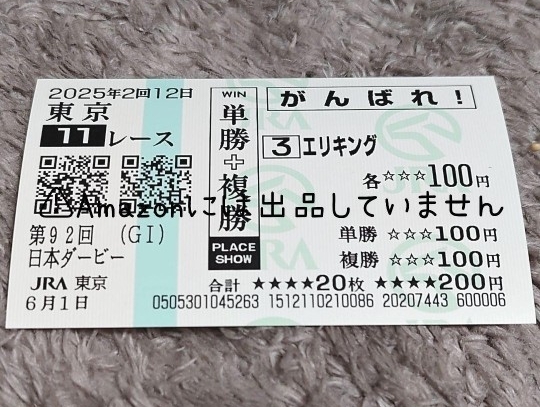 2025年2回12日
東京
11レース
WIN
単勝+複勝
PLACE
SHOW
がんばれ!
3 エリキング
各☆☆☆100円
Amazonには出品していません
第92回 (GI)
日本ダービー
単勝 ☆☆☆100円
複勝 ☆☆☆100円
JRA 東京
6月1日
合計 ★★★★20枚 ★★★★200円
0505301045263 1512110210086 20207443 600006